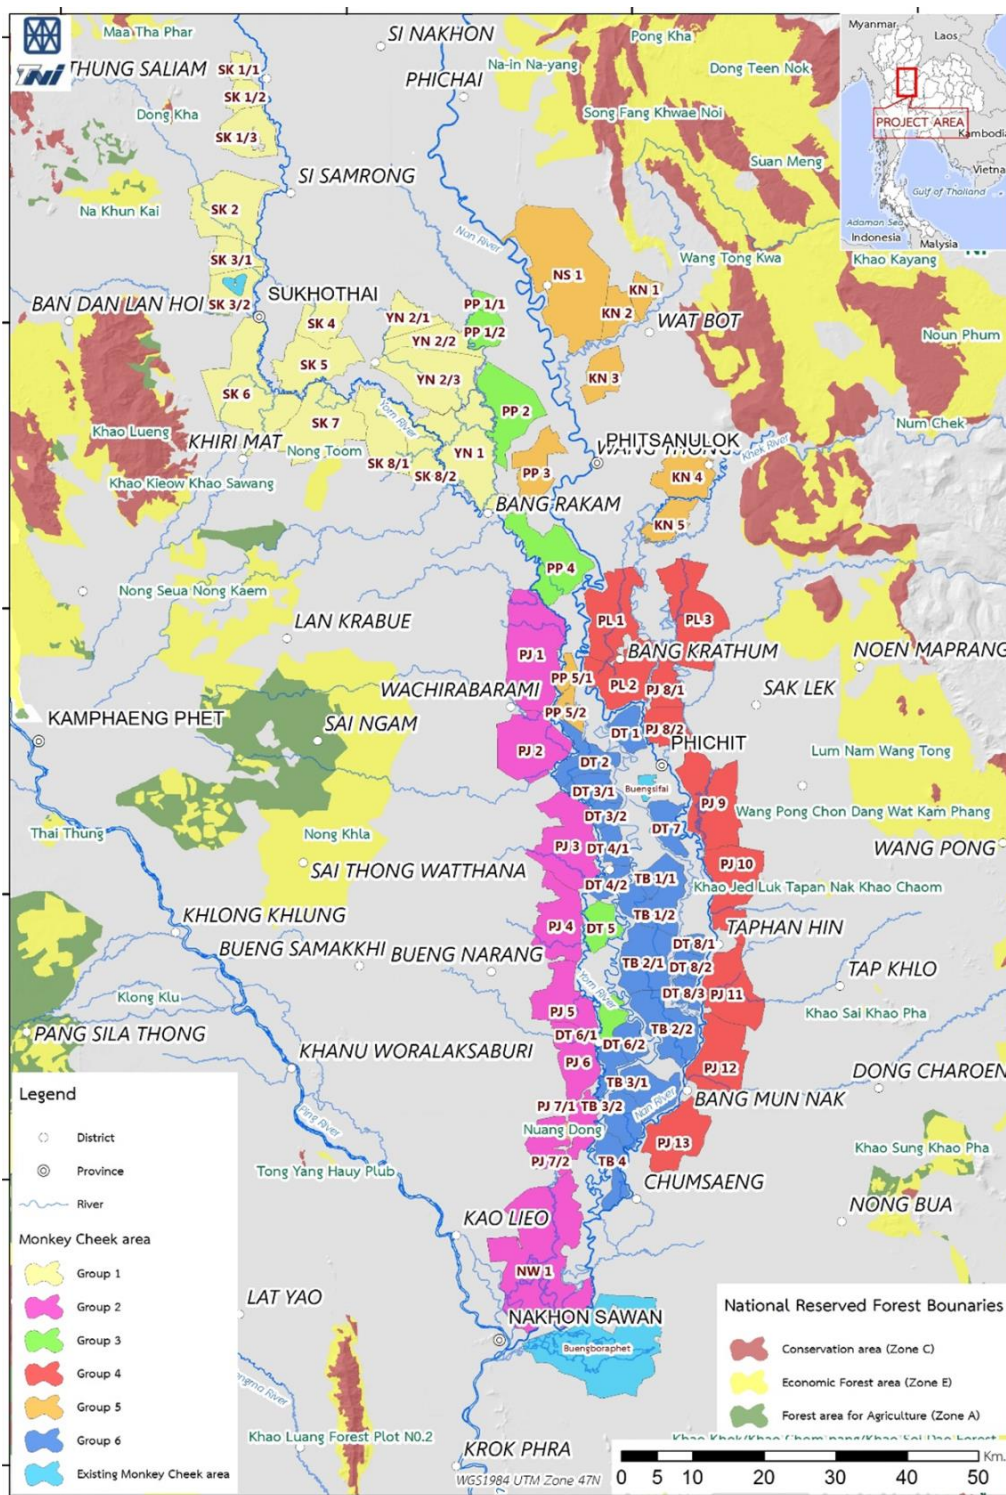 Maa Tha Phar
SI NAKHON
Pong Kha
Myanmar
Laos
TNI
THUNG SALIAM
SK 1/1
PHICHAI
Na-in Na-yang
Dong Teen Nok
SK 1/2
Dong Kha
Song Fang Khwae Noi
PROJECT AREA
SK 1/3
Kambodia
Suan Meng
Vietna
SI SAMRONG
Gulf of Thailand
Na Khun Kai
SK 2
Adaman Sea
Indonesia
Malysia
Nan River
Wang Tong Kwa
Khao Kayang
SK 3/1
NS 1
KN 1
BAN DAN LAN HOI
SK 3/2
SUKHOTHAI
PP 1/1
YN 2/1
SK 4
KN 2
WAT BOT
PP 1/2
Noun Phum
YN 2/2
SK 5
YN 2/3
KN 3
SK 6
PP 2
Yom River
Khao Lueng
SK 7
Num Chek
KHIRI MAT
Nong Toom
PHITSANULOK
WANG THONG
Khek River
YN 1
SK 8/1
SK 8/2
PP 3
KN 4
Khao Kieow Khao Sawang
BANG RAKAM
KN 5
PP 4
Nong Seua Nong Kaem
LAN KRABUE
PL 1
PL 3
PJ 1
BANG KRATHUM
NOEN MAPRANG
PP 5/1
PL 2
PJ 8/1
WACHIRABARAMI
SAK LEK
PP 5/2
KAMPHAENG PHET
SAI NGAM
DT 1
PJ 8/2
PHICHIT
PJ 2
Lum Nam Wang Tong
DT 2
DT 3/1
Buengsifai
PJ 9
DT 3/2
Wang Pong Chon Dang Wat Kam Phang
Thai Thung
Nong Khla
DT 7
PJ 3
DT 4/1
WANG PONG
SAI THONG WATTHANA
PJ 10
DT 4/2
TB 1/1
Khao Jed Luk Tapan Nak Khao Chaom
KHLONG KHLUNG
TB 1/2
PJ 4
DT 5
TAPHAN HIN
BUENG SAMAKKHI
BUENG NARANG
DT 8/1
TB 2/1
DT 8/2
TAP KHLO
Yom River
Klong Klu
DT 8/3
PJ 11
PJ 5
Khao Sai Khao Pha
PANG SILA THONG
DT 6/1
DT 6/2
TB 2/2
KHANU WORALAKSABURI
PJ 6
PJ 12
DONG CHAROEN
TB 3/1
Legend
District
Province
River
Monkey Cheek area
Group 1
Group 2
Group 3
Group 4
Group 5
Group 6
Existing Monkey Cheek area
Ping River
PJ 7/1
TB 3/2
Nan River
BANG MUN NAK
Nuang Dong
PJ 13
Khao Sung Khao Pha
Tong Yang Hauy Plub
PJ 7/2
TB 4
CHUMSAENG
NONG BUA
KAO LIEO
NW 1
LAT YAO
NAKHON SAWAN
Buengboraphet
National Reserved Forest Bounaries
Conservation area (Zone C)
Economic Forest area (Zone E)
Forest area for Agriculture (Zone A)
Khao Luang Forest Plot N0.2
KROK PHRA
WGS1984 UTM Zone 47N
Km.
0 10 20 30 40 50